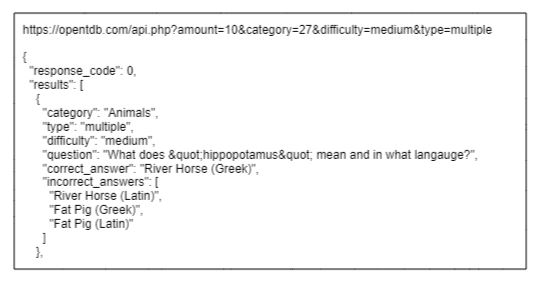 https://opentdb.com/api.php?amount=10&category=27&difficulty=medium&type=multiple
{
"response_code": 0,
"results": [
{
"category": "Animals",
"type": "multiple",
"difficulty": "medium",
"question": "What does &quot;hippopotamus&quot; mean and in what langauge?",
"correct_answer": "River Horse (Greek)",
"incorrect_answers": [
"River Horse (Latin)",
"Fat Pig (Greek)",
"Fat Pig (Latin)"
]
},